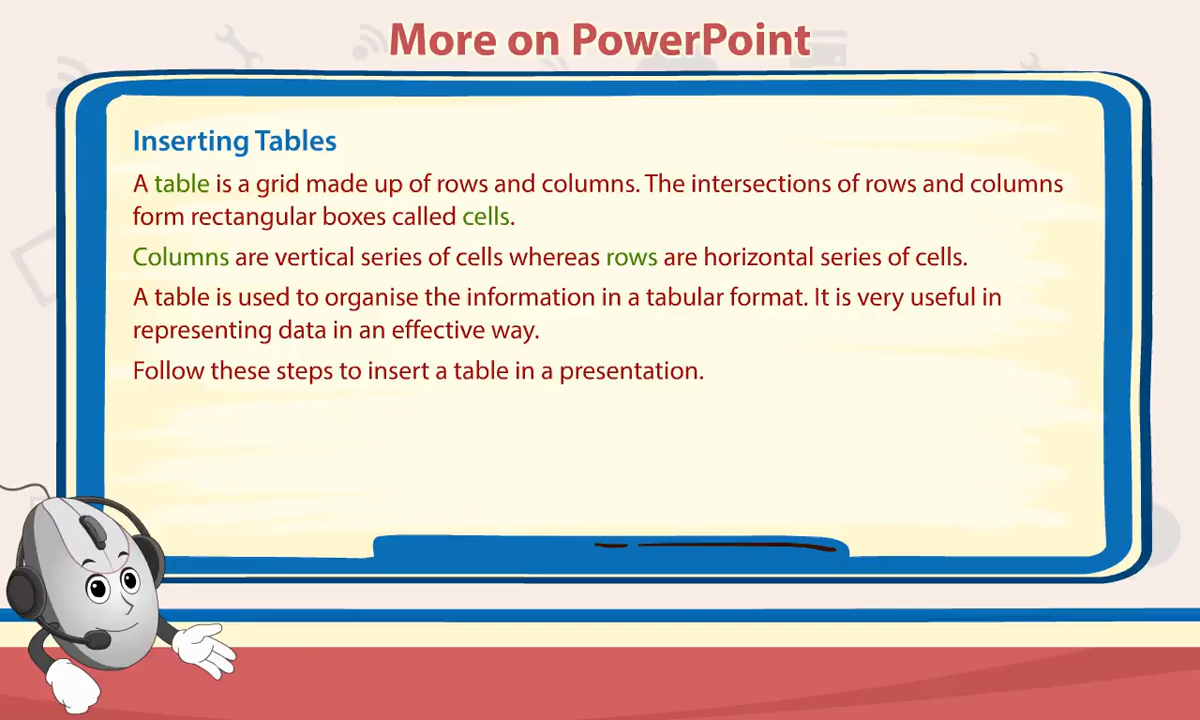 More on PowerPoint
Inserting Tables
A table is a grid made up of rows and columns. The intersections of rows and columns
form rectangular boxes called cells.
Columns are vertical series of cells whereas rows are horizontal series of cells.
A table is used to organise the information in a tabular format. It is very useful in
representing data in an effective way.
Follow these steps to insert a table in a presentation.